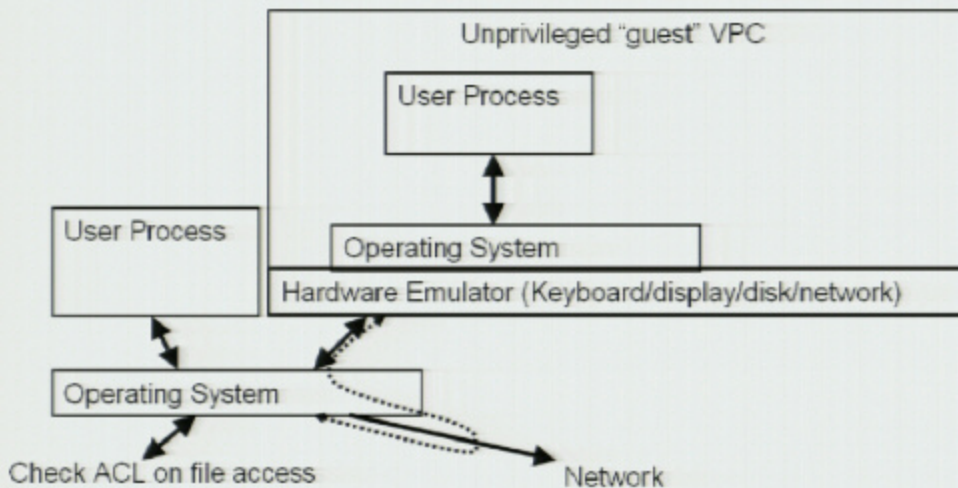 Unprivileged “guest” VPC
User Process
User Process
Operating System
Hardware Emulator (Keyboard/display/disk/network)
Operating System
Check ACL on file access
Network